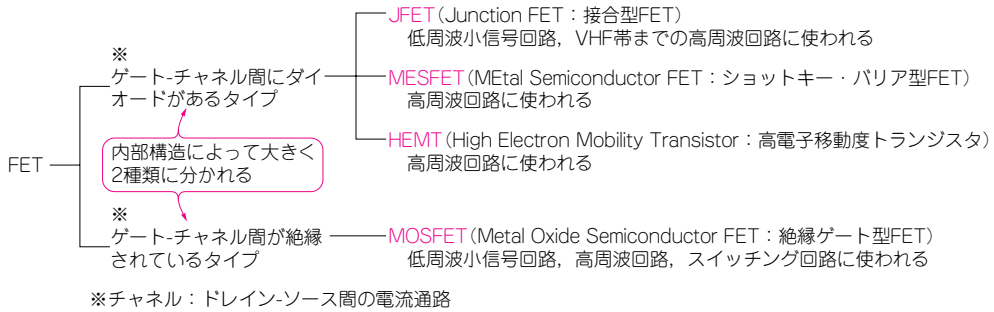 JFET(Junction FET：接合型FET)
低周波小信号回路，VHF帯までの高周波回路に使われる
※
ゲート-チャネル間にダイ
オードがあるタイプ
MESFET(MEtal Semiconductor FET：ショットキー・バリア型FET)
高周波回路に使われる
HEMT(High Electron Mobility Transistor：高電子移動度トランジスタ)
高周波回路に使われる
内部構造によって大きく
2種類に分かれる
FET
※
ゲート-チャネル間が絶縁
されているタイプ
MOSFET(Metal Oxide Semiconductor FET：絶縁ゲート型FET)
低周波小信号回路，高周波回路，スイッチング回路に使われる
※チャネル：ドレイン-ソース間の電流通路